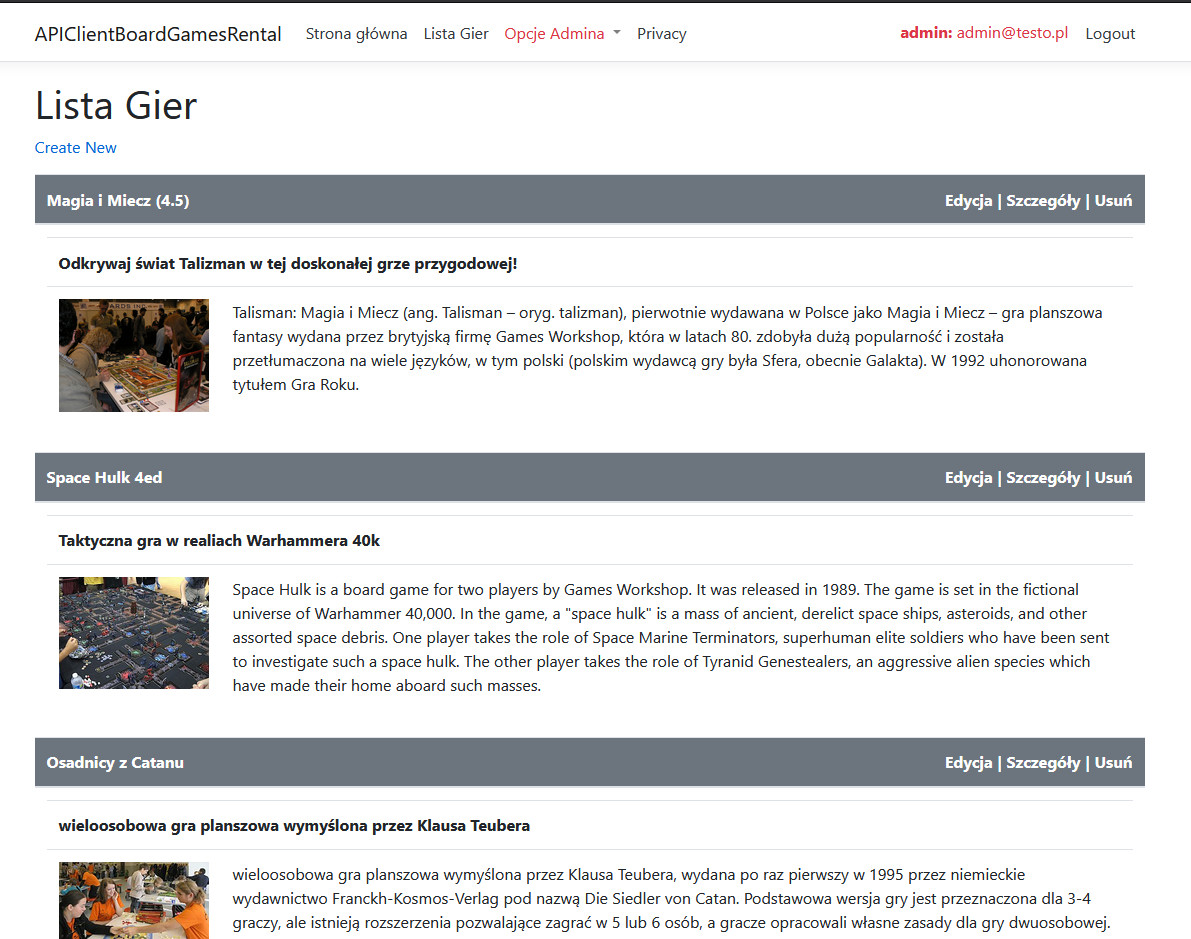 APIClientBoardGamesRental Strona główna Lista Gier Opcje Admina Privacy admin: admin@testo.pl Logout
Lista Gier
Create New
Magia i Miecz (4.5) Edycja | Szczegóły | Usuń
Odkrywaj świat Talizman w tej doskonałej grze przygodowej!
Talisman: Magia i Miecz (ang. Talisman – oryg. talizman), pierwotnie wydawana w Polsce jako Magia i Miecz – gra planszowa
fantasy wydana przez brytyjską firmę Games Workshop, która w latach 80. zdobyła dużą popularność i została
przetłumaczona na wiele języków, w tym polski (polskim wydawcą gry była Sfera, obecnie Galakta). W 1992 uhonorowana
tytułem Gra Roku.
Space Hulk 4ed Edycja | Szczegóły | Usuń
Taktyczna gra w realiach Warhammera 40k
Space Hulk is a board game for two players by Games Workshop. It was released in 1989. The game is set in the fictional
universe of Warhammer 40,000. In the game, a "space hulk" is a mass of ancient, derelict space ships, asteroids, and other
assorted space debris. One player takes the role of Space Marine Terminators, superhuman elite soldiers who have been sent
to investigate such a space hulk. The other player takes the role of Tyranid Genestealers, an aggressive alien species which
have made their home aboard such masses.
Osadnicy z Catanu Edycja | Szczegóły | Usuń
wieloosobowa gra planszowa wymyślona przez Klausa Teubera
wieloosobowa gra planszowa wymyślona przez Klausa Teubera, wydana po raz pierwszy w 1995 przez niemieckie
wydawnictwo Franckh-Kosmos-Verlag pod nazwą Die Siedler von Catan. Podstawowa wersja gry jest przeznaczona dla 3-4
graczy, ale istnieją rozszerzenia pozwalające zagrać w 5 lub 6 osób, a gracze opracowali własne zasady dla gry dwuosobowej.